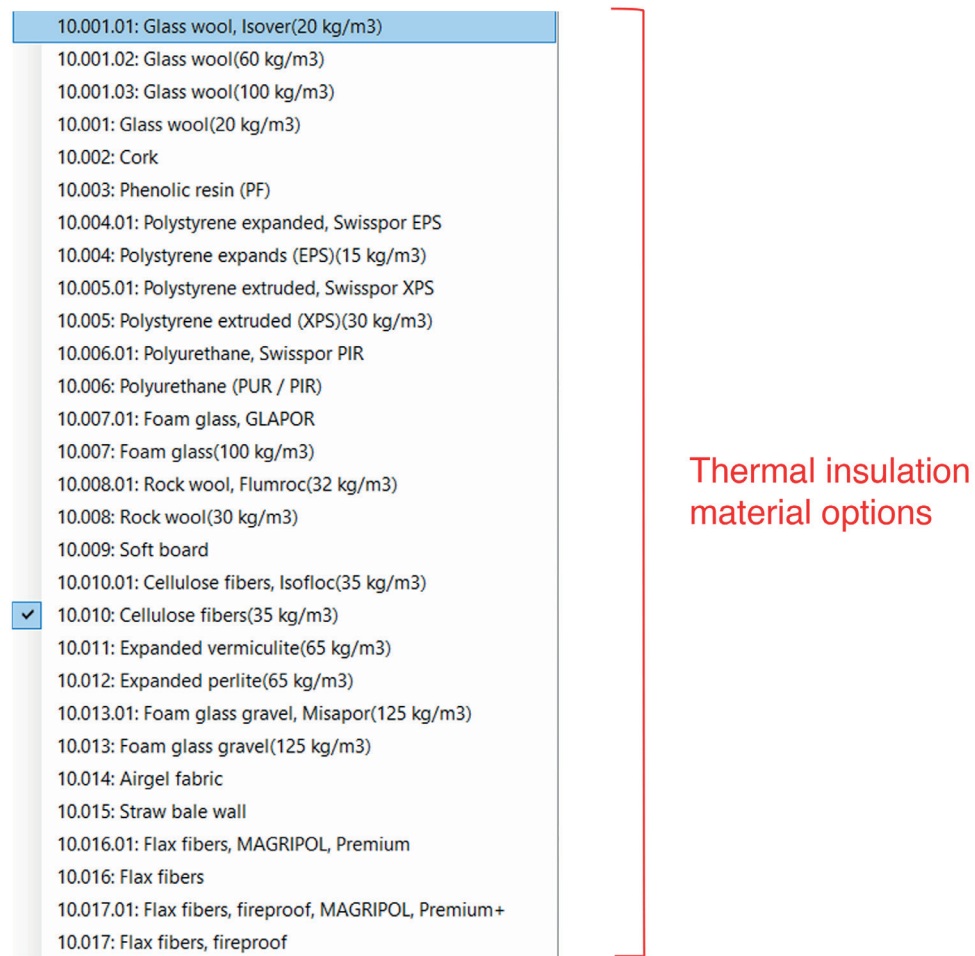 10.001.01: Glass wool, Isover(20 kg/m3)
10.001.02: Glass wool(60 kg/m3)
10.001.03: Glass wool(100 kg/m3)
10.001: Glass wool(20 kg/m3)
10.002: Cork
10.003: Phenolic resin (PF)
10.004.01: Polystyrene expanded, Swisspor EPS
10.004: Polystyrene expands (EPS)(15 kg/m3)
10.005.01: Polystyrene extruded, Swisspor XPS
10.005: Polystyrene extruded (XPS)(30 kg/m3)
10.006.01: Polyurethane, Swisspor PIR
10.006: Polyurethane (PUR / PIR)
10.007.01: Foam glass, GLAPOR
10.007: Foam glass(100 kg/m3)
10.008.01: Rock wool, Flumroc(32 kg/m3)
10.008: Rock wool(30 kg/m3)
10.009: Soft board
10.010.01: Cellulose fibers, Isofloc(35 kg/m3)
10.010: Cellulose fibers(35 kg/m3)
10.011: Expanded vermiculite(65 kg/m3)
10.012: Expanded perlite(65 kg/m3)
10.013.01: Foam glass gravel, Misapor(125 kg/m3)
10.013: Foam glass gravel(125 kg/m3)
10.014: Airgel fabric
10.015: Straw bale wall
10.016.01: Flax fibers, MAGRIPOL, Premium
10.016: Flax fibers
10.017.01: Flax fibers, fireproof, MAGRIPOL, Premium+
10.017: Flax fibers, fireproof
Thermal insulation
material options